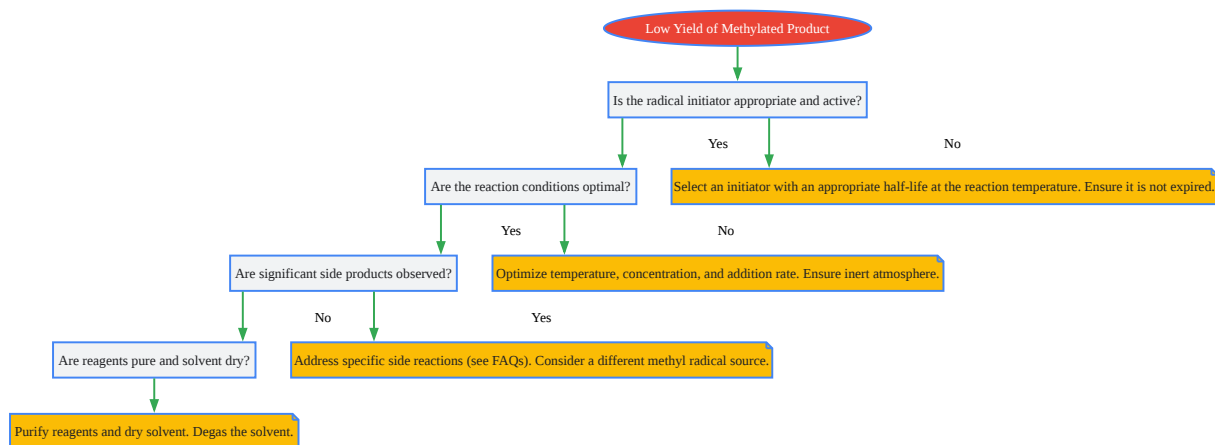 Low Yield of Methylated Product
Is the radical initiator appropriate and active?
Yes
No
Are the reaction conditions optimal?
Select an initiator with an appropriate half-life at the reaction temperature. Ensure it is not expired.
Yes
No
Are significant side products observed?
Optimize temperature, concentration, and addition rate. Ensure inert atmosphere.
No
Yes
Are reagents pure and solvent dry?
Address specific side reactions (see FAQs). Consider a different methyl radical source.
Purify reagents and dry solvent. Degas the solvent.